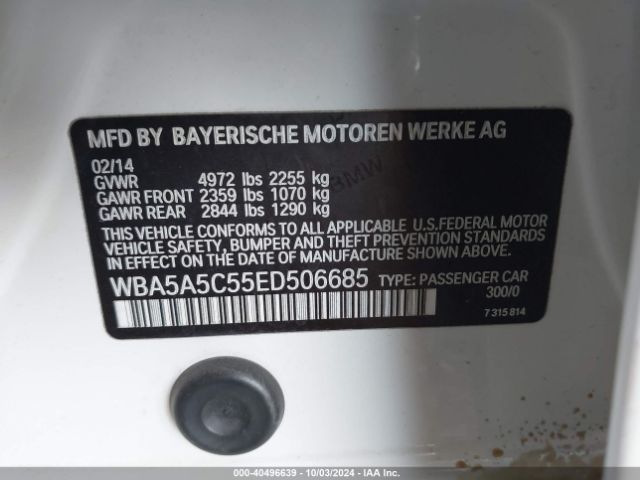 MFD BY BAYERISCHE MOTOREN WERKE AG
02/14
GVWR 4972 lbs 2255 kg
GAWR FRONT 2359 lbs 1070 kg
GAWR REAR 2844 lbs 1290 kg
BMW
THIS VEHICLE CONFORMS TO ALL APPLICABLE U.S.FEDERAL MOTOR
VEHICLE SAFETY, BUMPER AND THEFT PREVENTION STANDARDS
IN EFFECT ON THE DATE OF MANUFACTURE SHOWN ABOVE.
WBA5A5C55ED506685 TYPE: PASSENGER CAR
300/0
7 315 814
000-40496639 - 10/03/2024 - IAA Inc.